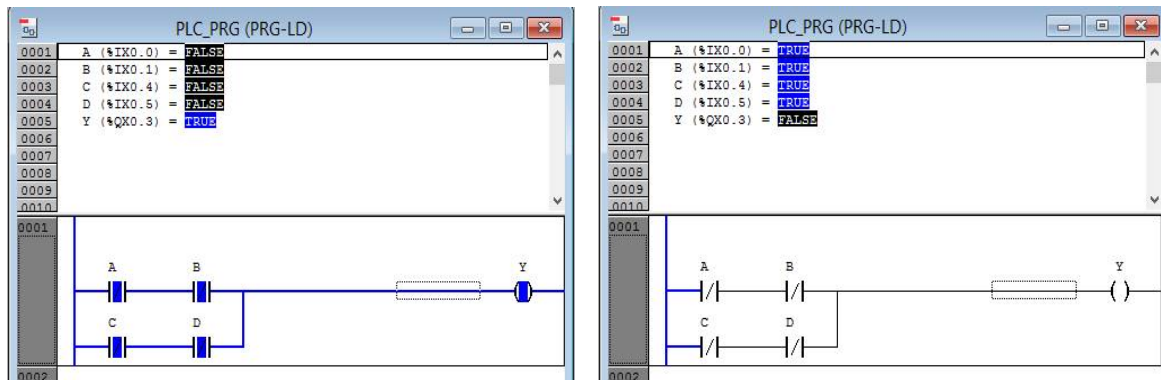 PLC_PRG (PRG-LD)
0001 A (%IX0.0) = FALSE
0002 B (%IX0.1) = FALSE
0003 C (%IX0.4) = FALSE
0004 D (%IX0.5) = FALSE
0005 Y (%QX0.3) = TRUE
0006
0007
0008
0009
0010
0001
A B Y
C D
0002
PLC_PRG (PRG-LD)
0001 A (%IX0.0) = TRUE
0002 B (%IX0.1) = TRUE
0003 C (%IX0.4) = TRUE
0004 D (%IX0.5) = TRUE
0005 Y (%QX0.3) = FALSE
0006
0007
0008
0009
0010
0001
A B Y
C D
0002